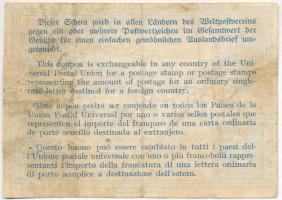 Dieser Schein wird in allen Ländern des Weltpostvereins
gegen ein oder mehrere Postwertzeichen im Gesamtwert der
Gebühr für einen einfachen gewöhnlichen Auslandsbrief um-
getauscht.
This coupon is exchangeable in any country of the Uni-
versal Postal Union for a postage stamp or postage stamps
representing the amount of postage for an ordinary single-
rate letter destined for a foreign country.
Este cupón podrá ser canjeado en todos los Países de la
Unión Postal Universal por uno o varios sellos postales que
representen el importe del franqueo de una carta ordinaria
de porte sencillo destinada al extranjero.
Questo buono può essere cambiato in tutti i paesi del-
l'Unione postale universale con uno o più francobolli rappre-
sentanti l'importo della francatura di una lettera ordinaria
di porto semplice a destinazione dell'estero.